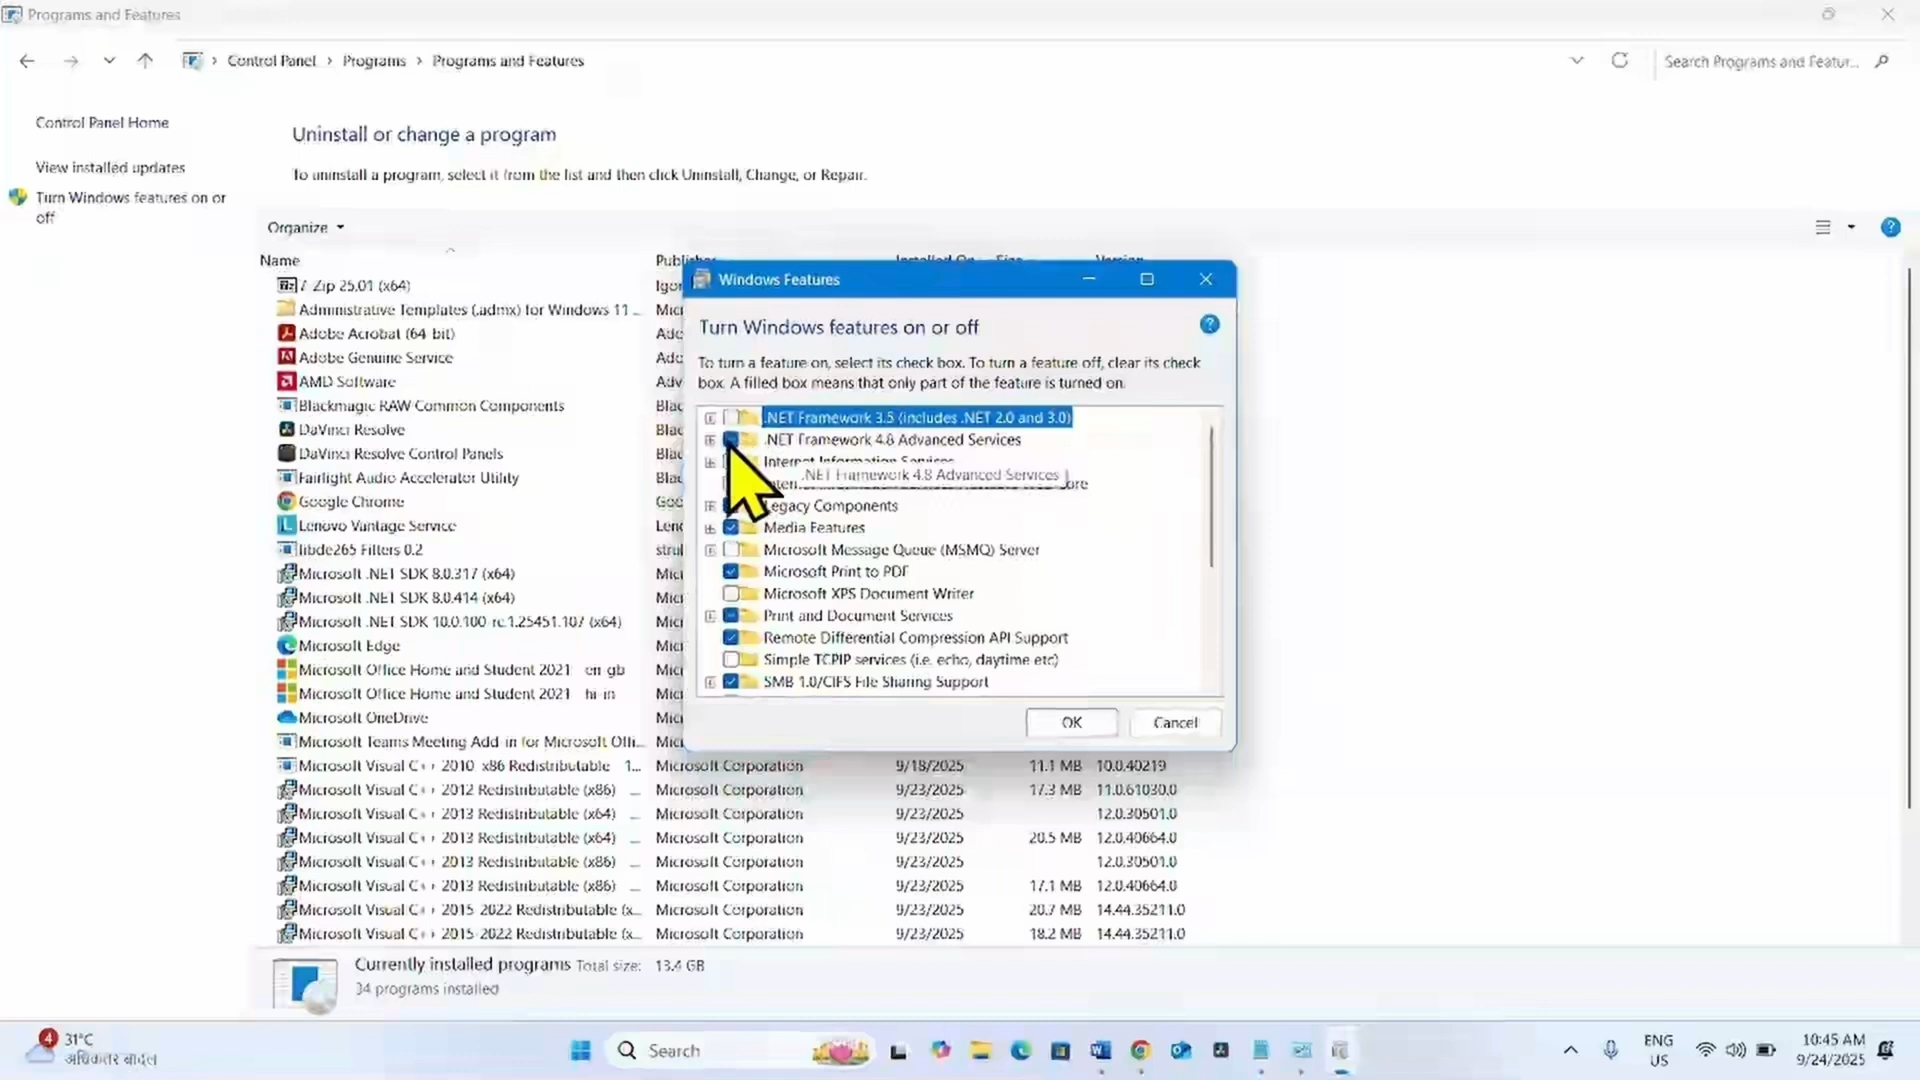 Programs and Features
Control Panel > Programs > Programs and Features
Search Programs and Featur...
Control Panel Home
View installed updates
Turn Windows features on or
off
Uninstall or change a program
To uninstall a program, select it from the list and then click Uninstall, Change, or Repair.
Organize
Name
7-Zip 25.01 (x64)
Administrative Templates (.admx) for Windows 11 ...
Adobe Acrobat (64-bit)
Adobe Genuine Service
AMD Software
Blackmagic RAW Common Components
DaVinci Resolve
DaVinci Resolve Control Panels
Fairlight Audio Accelerator Utility
Google Chrome
Lenovo Vantage Service
libde265 Filters 0.2
Microsoft .NET SDK 8.0.317 (x64)
Microsoft .NET SDK 8.0.414 (x64)
Microsoft .NET SDK 10.0.100-rc.1.25451.107 (x64)
Microsoft Edge
Microsoft Office Home and Student 2021 - en-gb
Microsoft Office Home and Student 2021 - hi-in
Microsoft OneDrive
Microsoft Teams Meeting Add-in for Microsoft Offi...
Microsoft Visual C++ 2010 x86 Redistributable - 1... Microsoft Corporation 9/18/2025 11.1 MB 10.0.40219
Microsoft Visual C++ 2012 Redistributable (x86) ... Microsoft Corporation 9/23/2025 17.3 MB 11.0.61030.0
Microsoft Visual C++ 2013 Redistributable (x64) ... Microsoft Corporation 9/23/2025 12.0.30501.0
Microsoft Visual C++ 2013 Redistributable (x64) ... Microsoft Corporation 9/23/2025 20.5 MB 12.0.40664.0
Microsoft Visual C++ 2013 Redistributable (x86) ... Microsoft Corporation 9/23/2025 12.0.30501.0
Microsoft Visual C++ 2013 Redistributable (x86) ... Microsoft Corporation 9/23/2025 17.1 MB 12.0.40664.0
Microsoft Visual C++ 2015-2022 Redistributable (x... Microsoft Corporation 9/23/2025 20.7 MB 14.44.35211.0
Microsoft Visual C++ 2015-2022 Redistributable (x... Microsoft Corporation 9/23/2025 18.2 MB 14.44.35211.0
Windows Features
Turn Windows features on or off
To turn a feature on, select its check box. To turn a feature off, clear its check
box. A filled box means that only part of the feature is turned on.
.NET Framework 3.5 (includes .NET 2.0 and 3.0)
.NET Framework 4.8 Advanced Services
Internet Information Services
.NET Framework 4.8 Advanced Services
Legacy Components
Media Features
Microsoft Message Queue (MSMQ) Server
Microsoft Print to PDF
Microsoft XPS Document Writer
Print and Document Services
Remote Differential Compression API Support
Simple TCPIP services (i.e. echo, daytime etc)
SMB 1.0/CIFS File Sharing Support
OK Cancel
Currently installed programs Total size: 13.4 GB
34 programs installed
4
31°C
अधिकतर बादल
Search
ENG
US
10:45 AM
9/24/2025